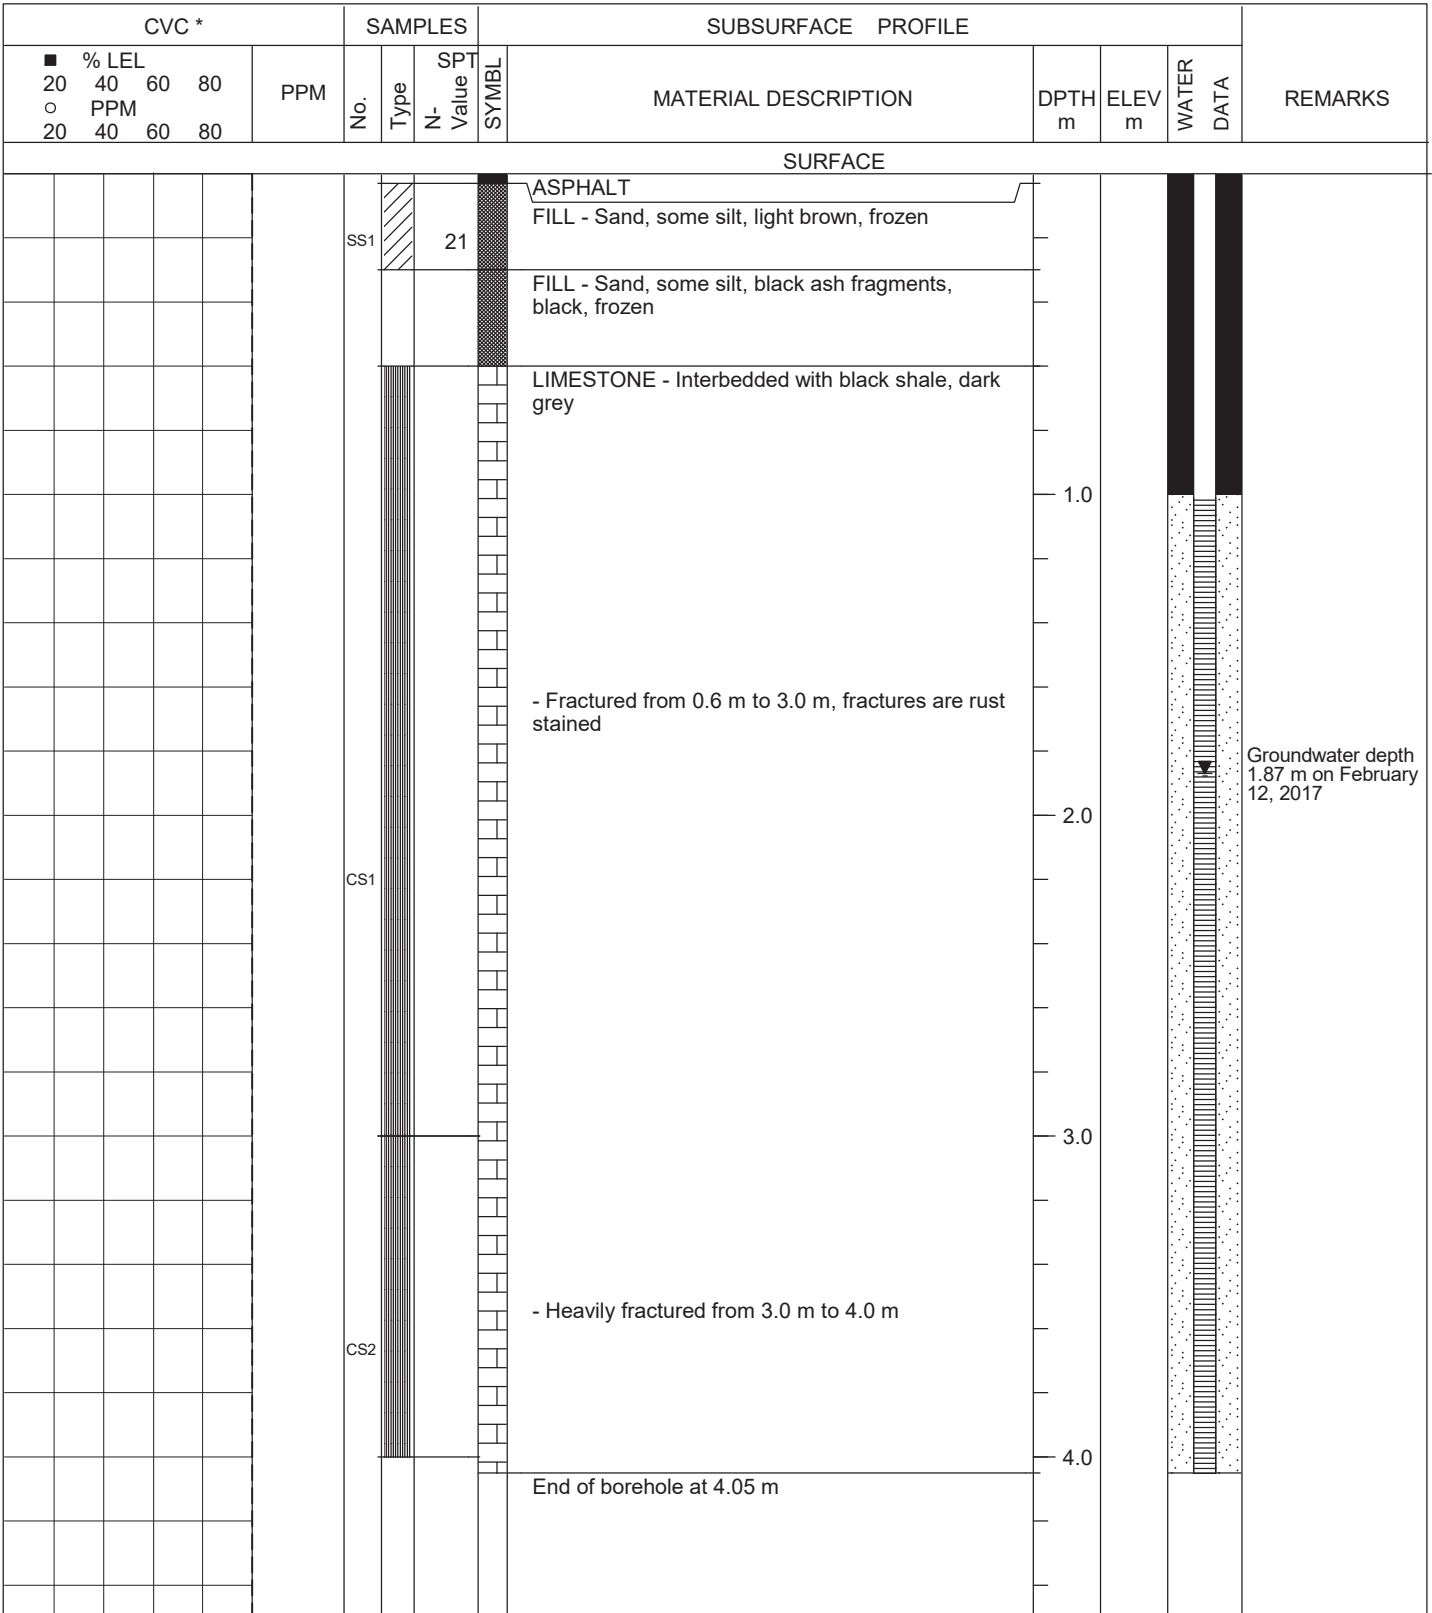 CVC *
SAMPLES
SUBSURFACE PROFILE
■ % LEL
20 40 60 80
○ PPM
20 40 60 80
PPM
No.
Type
SPT
N-
Value
SYMBL
MATERIAL DESCRIPTION
DPTH
m
ELEV
m
WATER
DATA
REMARKS
SURFACE
ASPHALT
FILL - Sand, some silt, light brown, frozen
SS1
21
FILL - Sand, some silt, black ash fragments,
black, frozen
LIMESTONE - Interbedded with black shale, dark
grey
1.0
- Fractured from 0.6 m to 3.0 m, fractures are rust
stained
Groundwater depth
1.87 m on February
12, 2017
2.0
CS1
3.0
- Heavily fractured from 3.0 m to 4.0 m
CS2
4.0
End of borehole at 4.05 m